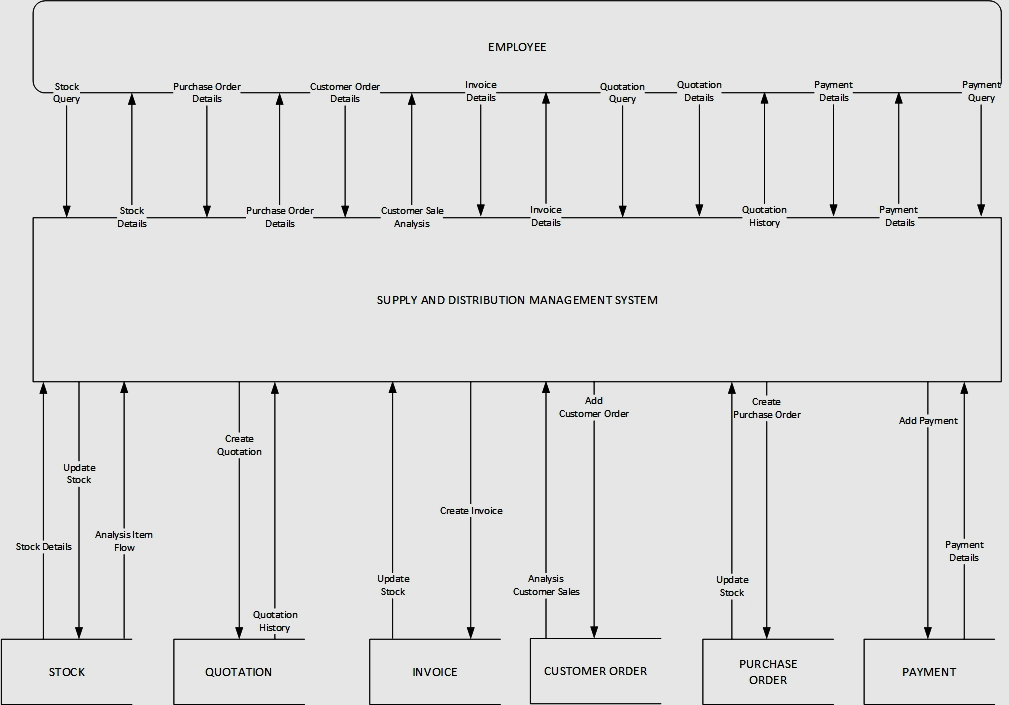 EMPLOYEE
Stock
Query
Purchase Order
Details
Customer Order
Details
Invoice
Details
Quotation
Query
Quotation
Details
Payment
Details
Payment
Query
Stock
Details
Purchase Order
Details
Customer Sale
Analysis
Invoice
Details
Quotation
History
Payment
Details
SUPPLY AND DISTRIBUTION MANAGEMENT SYSTEM
Stock Details
Update
Stock
Analysis Item
Flow
Create
Quotation
Quotation
History
Update
Stock
Create Invoice
Analysis
Customer Sales
Add
Customer Order
Update
Stock
Create
Purchase Order
Add Payment
Payment
Details
STOCK
QUOTATION
INVOICE
CUSTOMER ORDER
PURCHASE
ORDER
PAYMENT